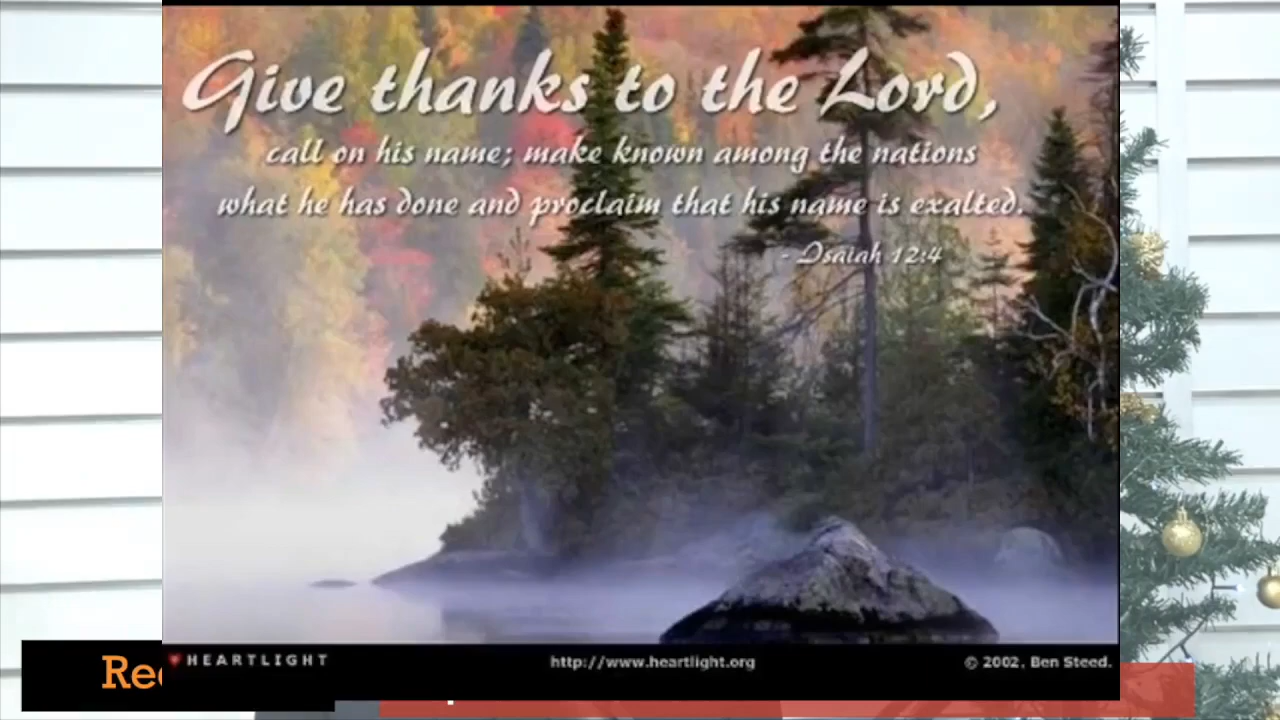 Give thanks to the Lord,
call on his name; make known among the nations
what he has done and proclaim that his name is exalted.
- Isaiah 12:4
HEARTLIGHT
http://www.heartlight.org
© 2002, Ben Steed.